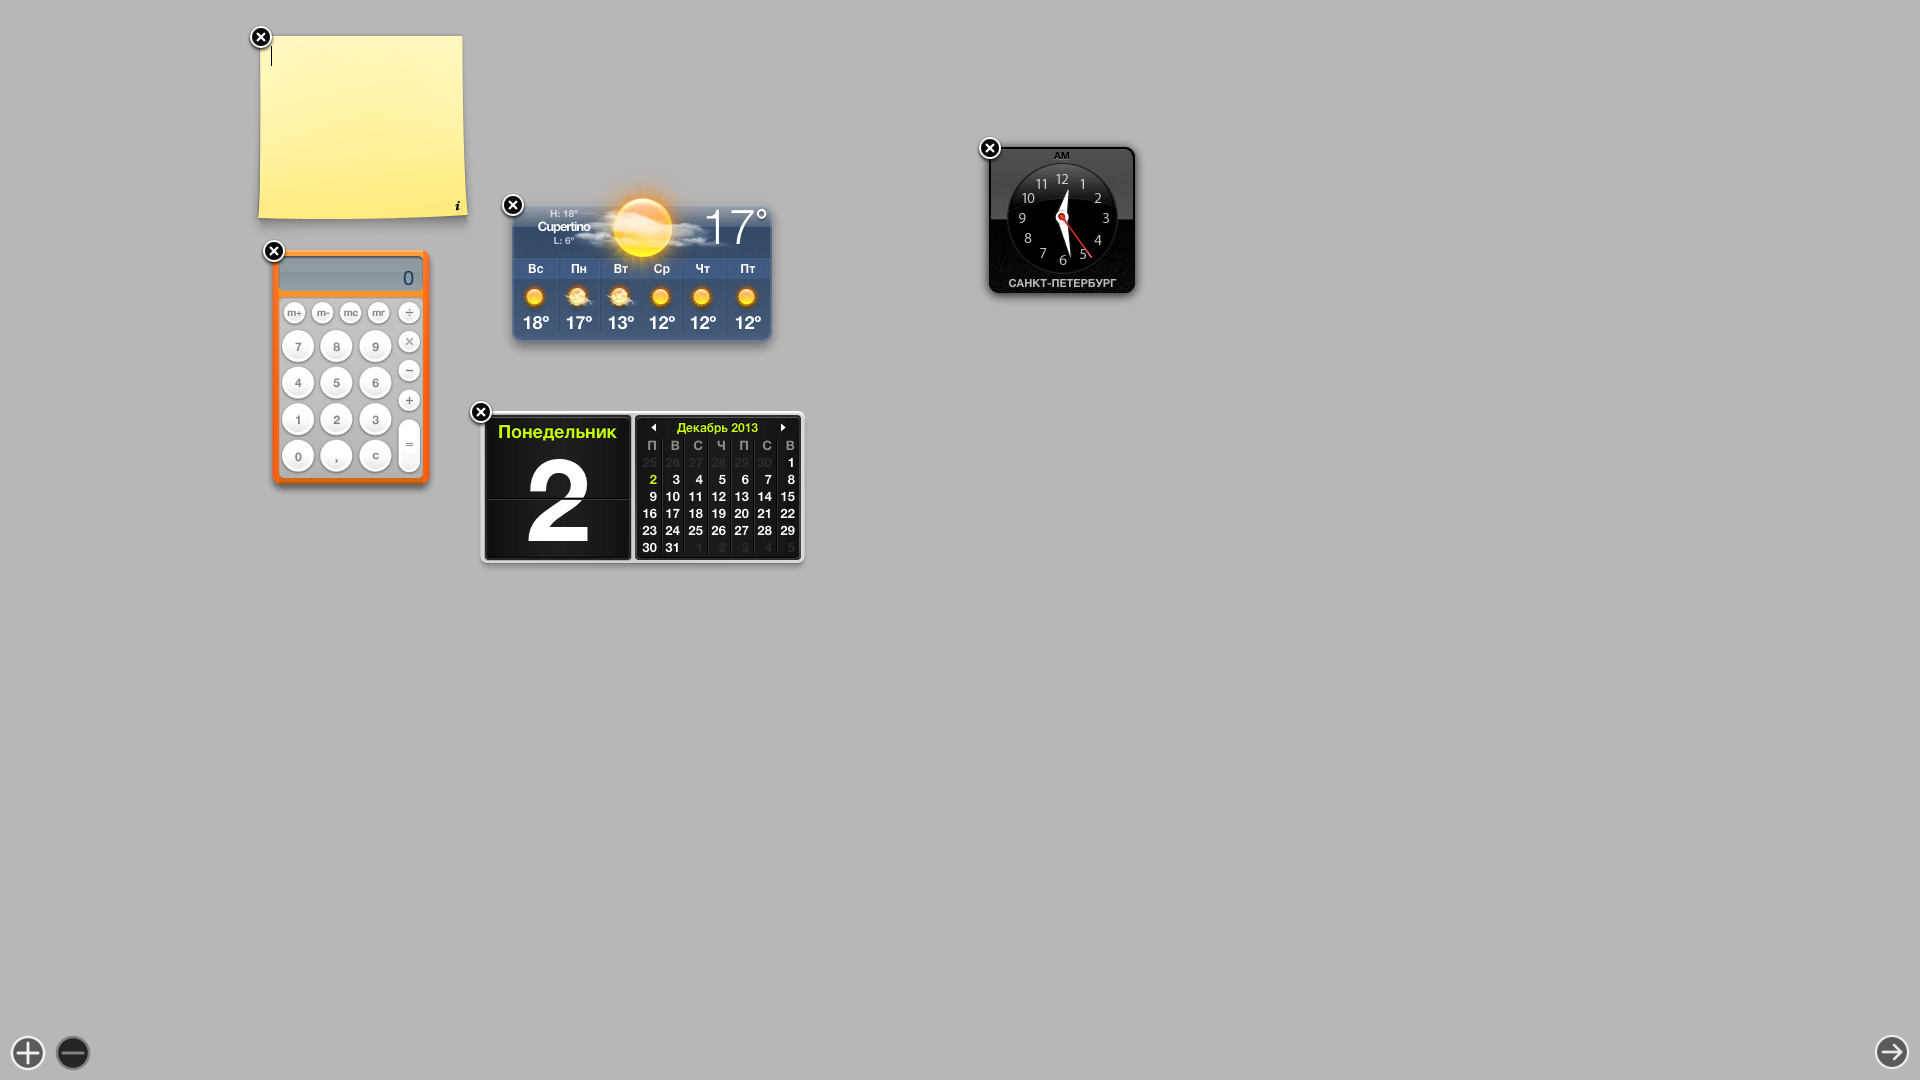 i
0
m+ m- mc mr ÷
7 8 9 ×
4 5 6 −
1 2 3 +
0 , c =
H: 18°
Cupertino
L: 6°
17°
Вс Пн Вт Ср Чт Пт
18° 17° 13° 12° 12° 12°
AM
12
11 1
10 2
9 3
8 4
7 5
6
САНКТ-ПЕТЕРБУРГ
Понедельник
2
Декабрь 2013
П В С Ч П С В
25 26 27 28 29 30 1
2 3 4 5 6 7 8
9 10 11 12 13 14 15
16 17 18 19 20 21 22
23 24 25 26 27 28 29
30 31 1 2 3 4 5